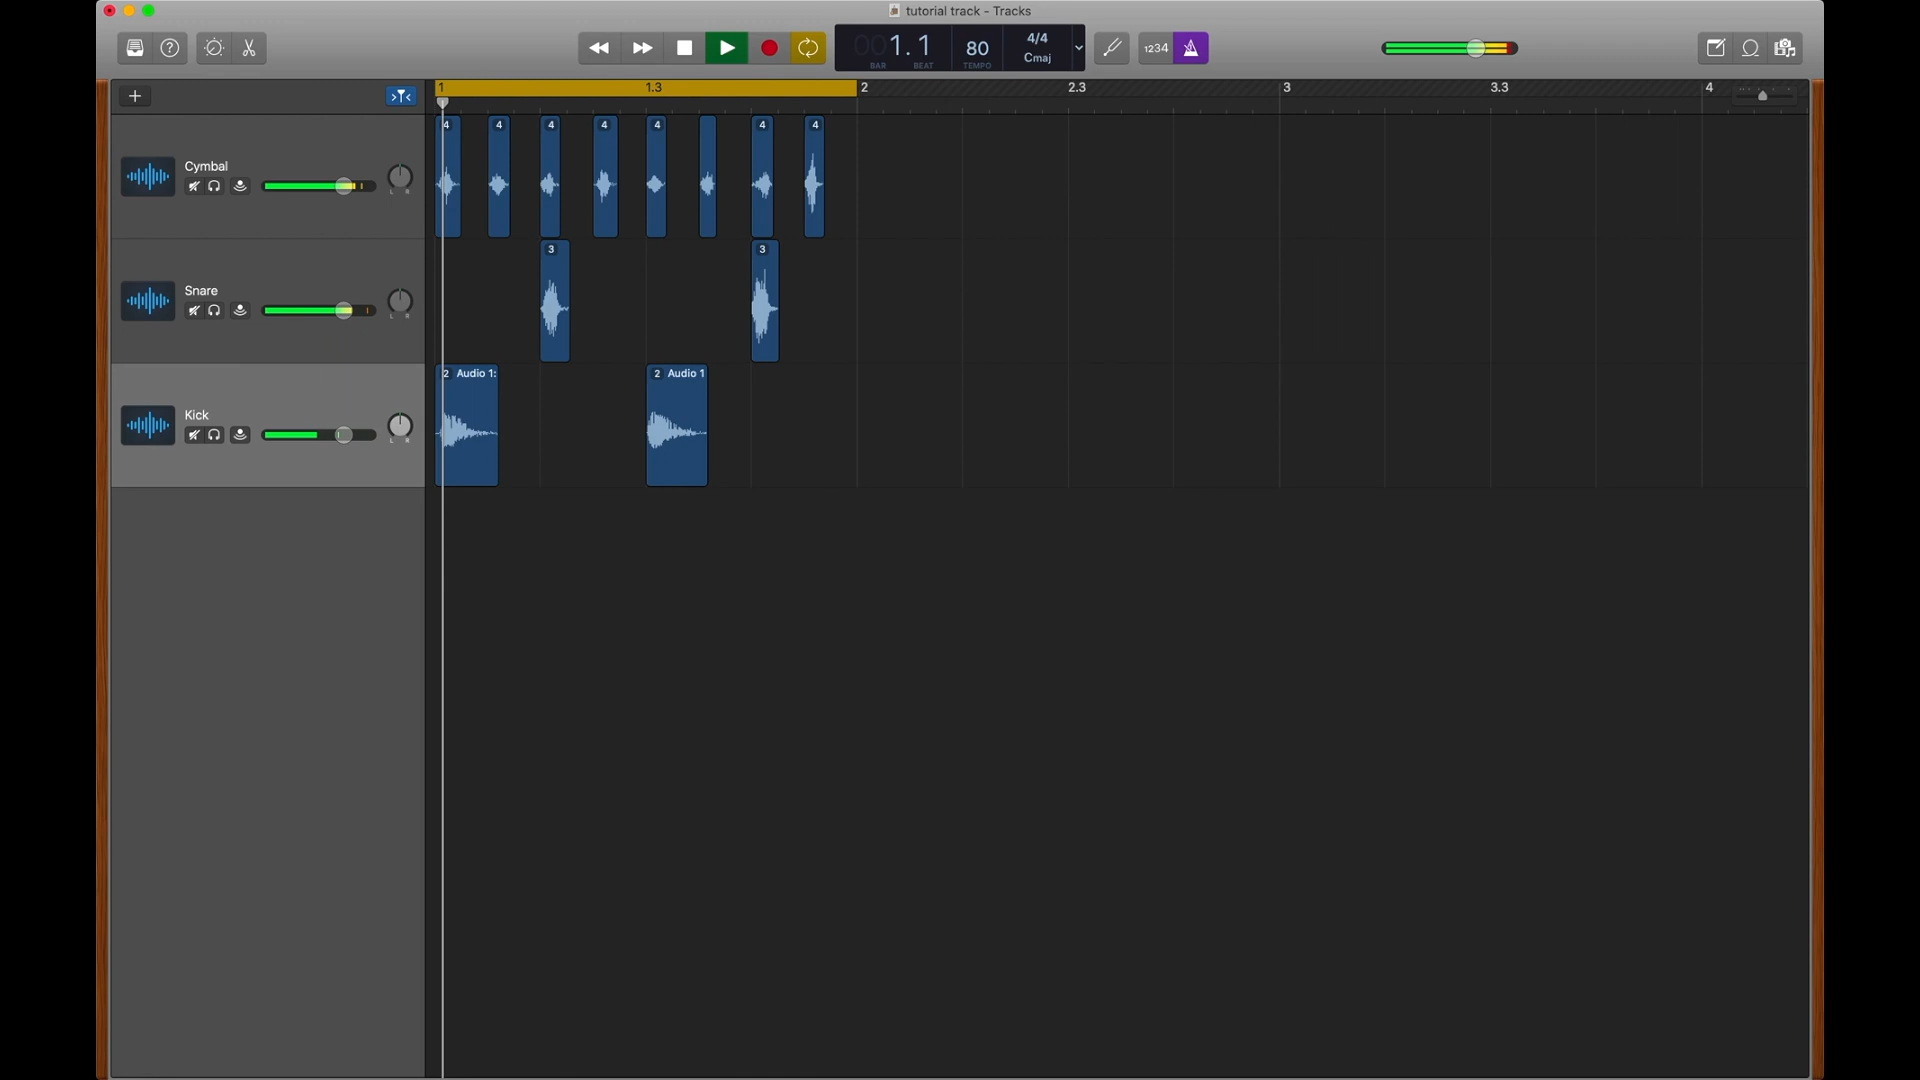 tutorial track - Tracks
001.1
BAR BEAT
80
TEMPO
4/4
Cmaj
1234
1 1.3 2 2.3 3 3.3 4
Cymbal
L R
4 4 4 4 4 4 4
Snare
L R
3 3
Kick
L R
2 Audio 1: 2 Audio 1